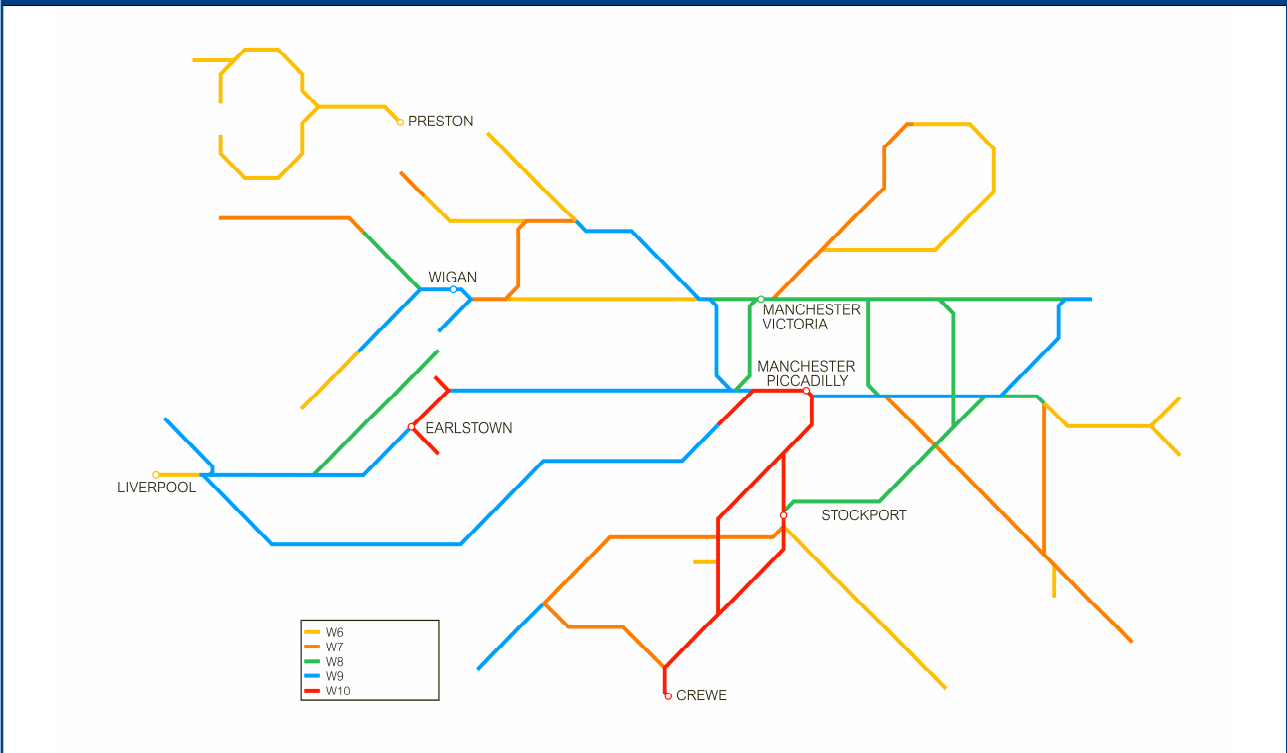 PRESTON
WIGAN
MANCHESTER
VICTORIA
MANCHESTER
PICCADILLY
EARLSTOWN
LIVERPOOL
STOCKPORT
W6
W7
W8
W9
W10
CREWE